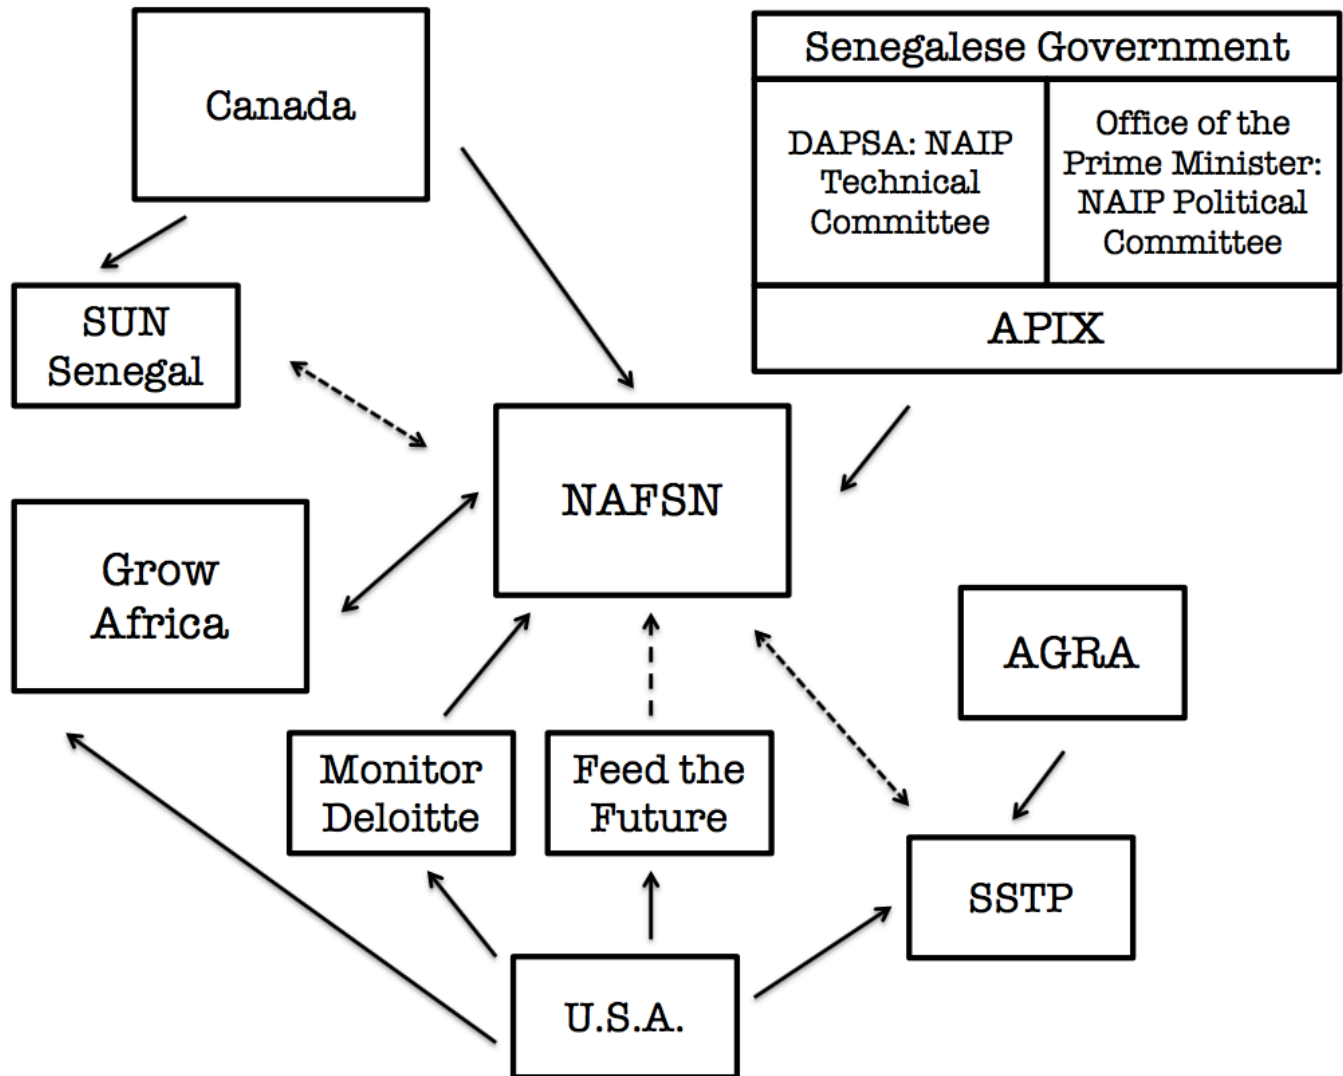 Canada
Senegalese Government
DAPSA: NAIP
Technical
Committee
Office of the
Prime Minister:
NAIP Political
Committee
APIX
SUN
Senegal
NAFSN
Grow
Africa
AGRA
Monitor
Deloitte
Feed the
Future
SSTP
U.S.A.